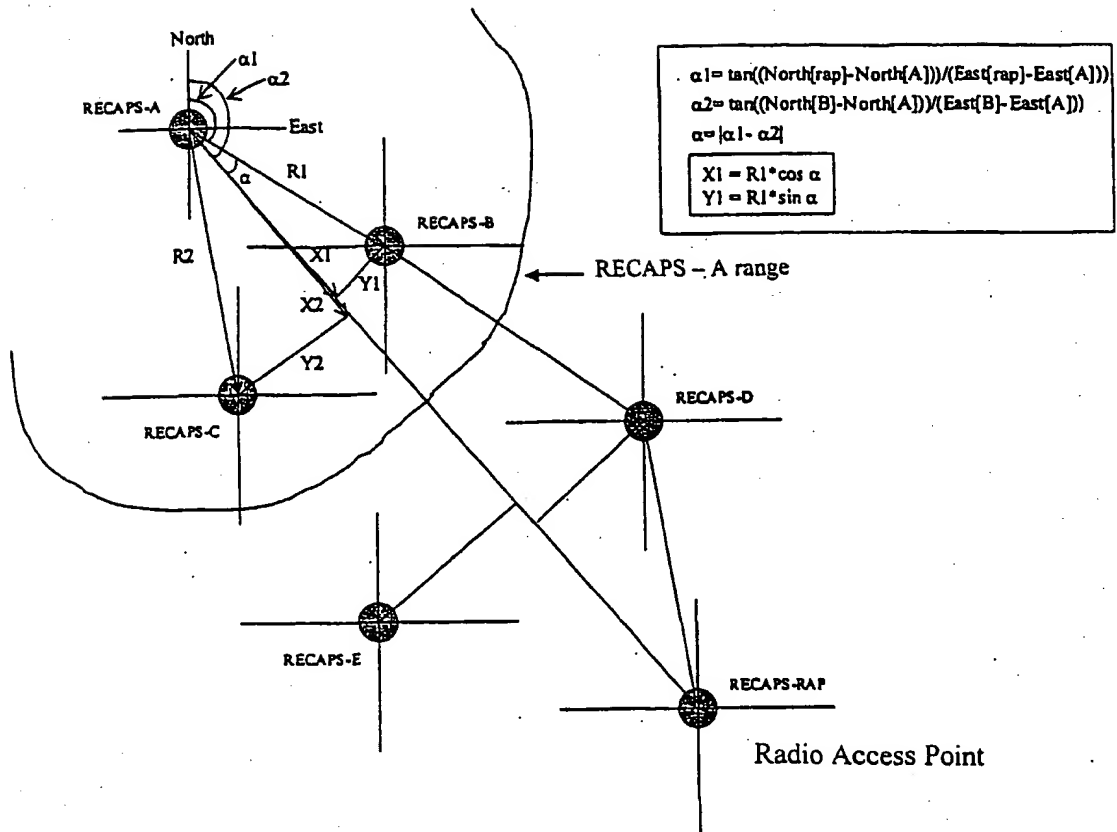 North
α1
α2
RECAPS-A
East
R1
α
RECAPS-B
R2
X1
Y1
X2
Y2
RECAPS – A range
RECAPS-C
RECAPS-D
RECAPS-E
RECAPS-RAP
Radio Access Point
α1= tan((North[rap]-North[A]))/(East[rap]-East[A]))
α2= tan((North[B]-North[A]))/(East[B]-East[A]))
α=|α1- α2|
X1 = R1*cos α
Y1 = R1*sin α